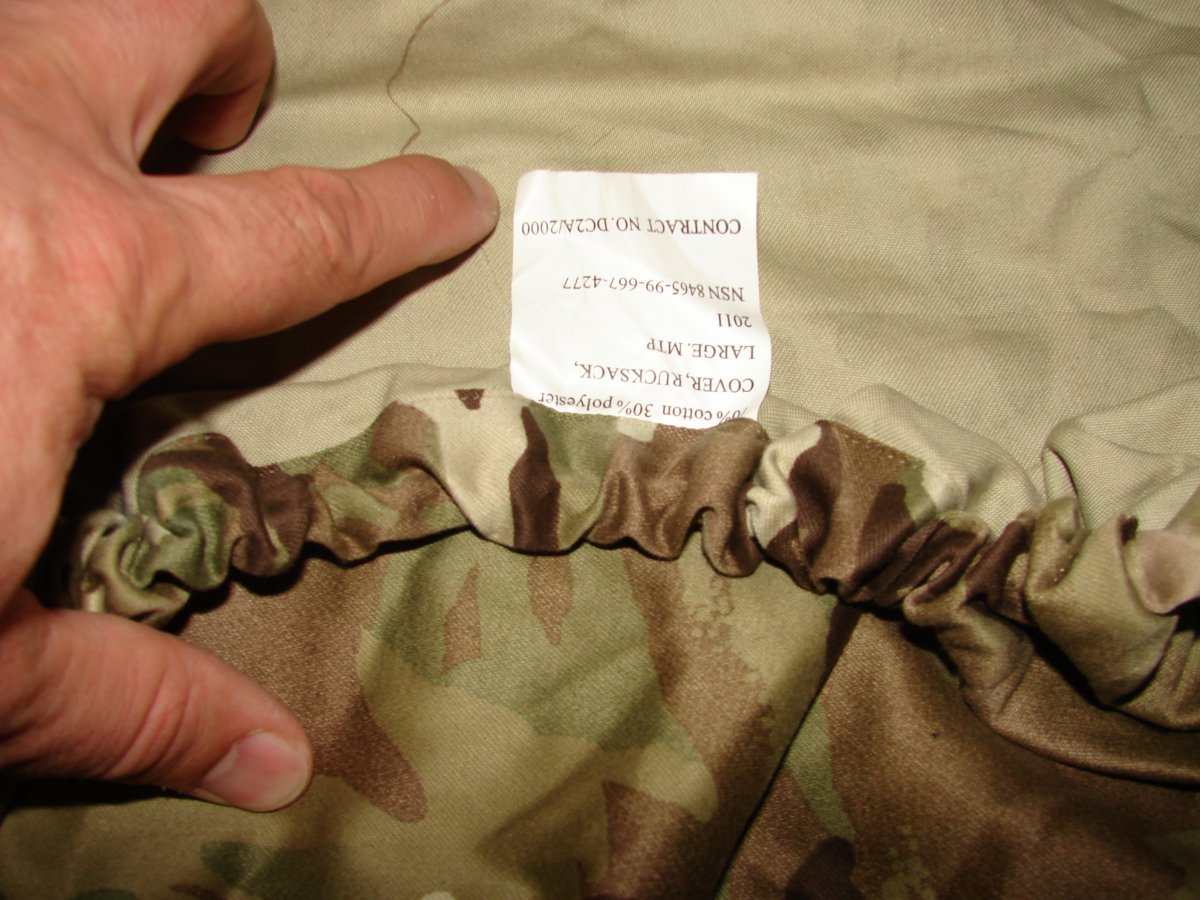 % cotton 30% polyester
COVER, RUCKSACK,
LARGE. MTP
2011
NSN 8465-99-667-4277
CONTRACT NO. DC2A/2000